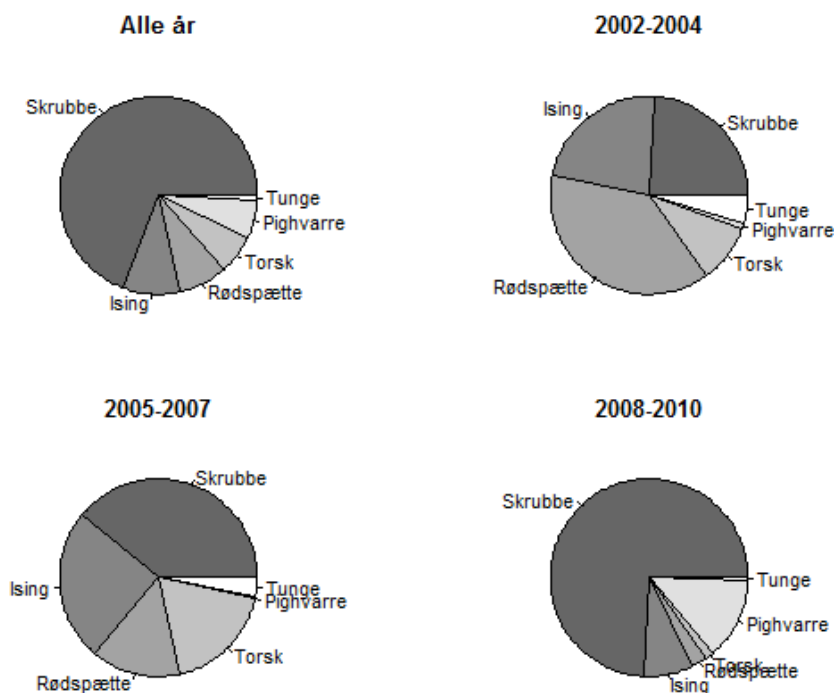 Alle år
Skrubbe
Tunge
Pighvarre
Torsk
Rødspætte
Ising
2002-2004
Ising
Skrubbe
Tunge
Pighvarre
Torsk
Rødspætte
2005-2007
Skrubbe
Ising
Tunge
Pighvarre
Torsk
Rødspætte
2008-2010
Skrubbe
Tunge
Pighvarre
Torsk
Rødspætte
Ising